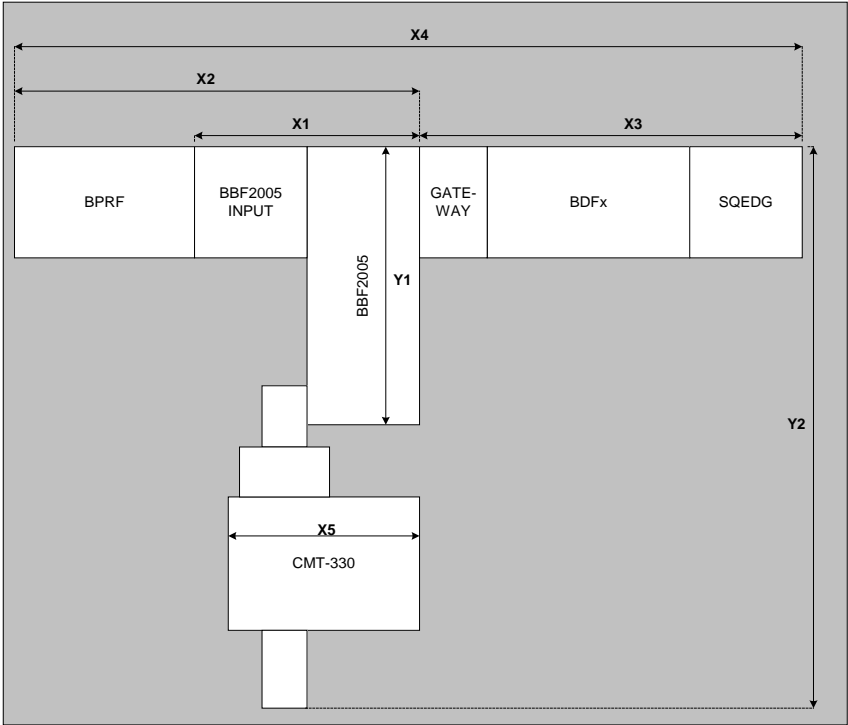 X4
X2
X1
X3
BPRF
BBF2005
INPUT
BBF2005
Y1
GATE-
WAY
BDFx
SQEDG
Y2
X5
CMT-330